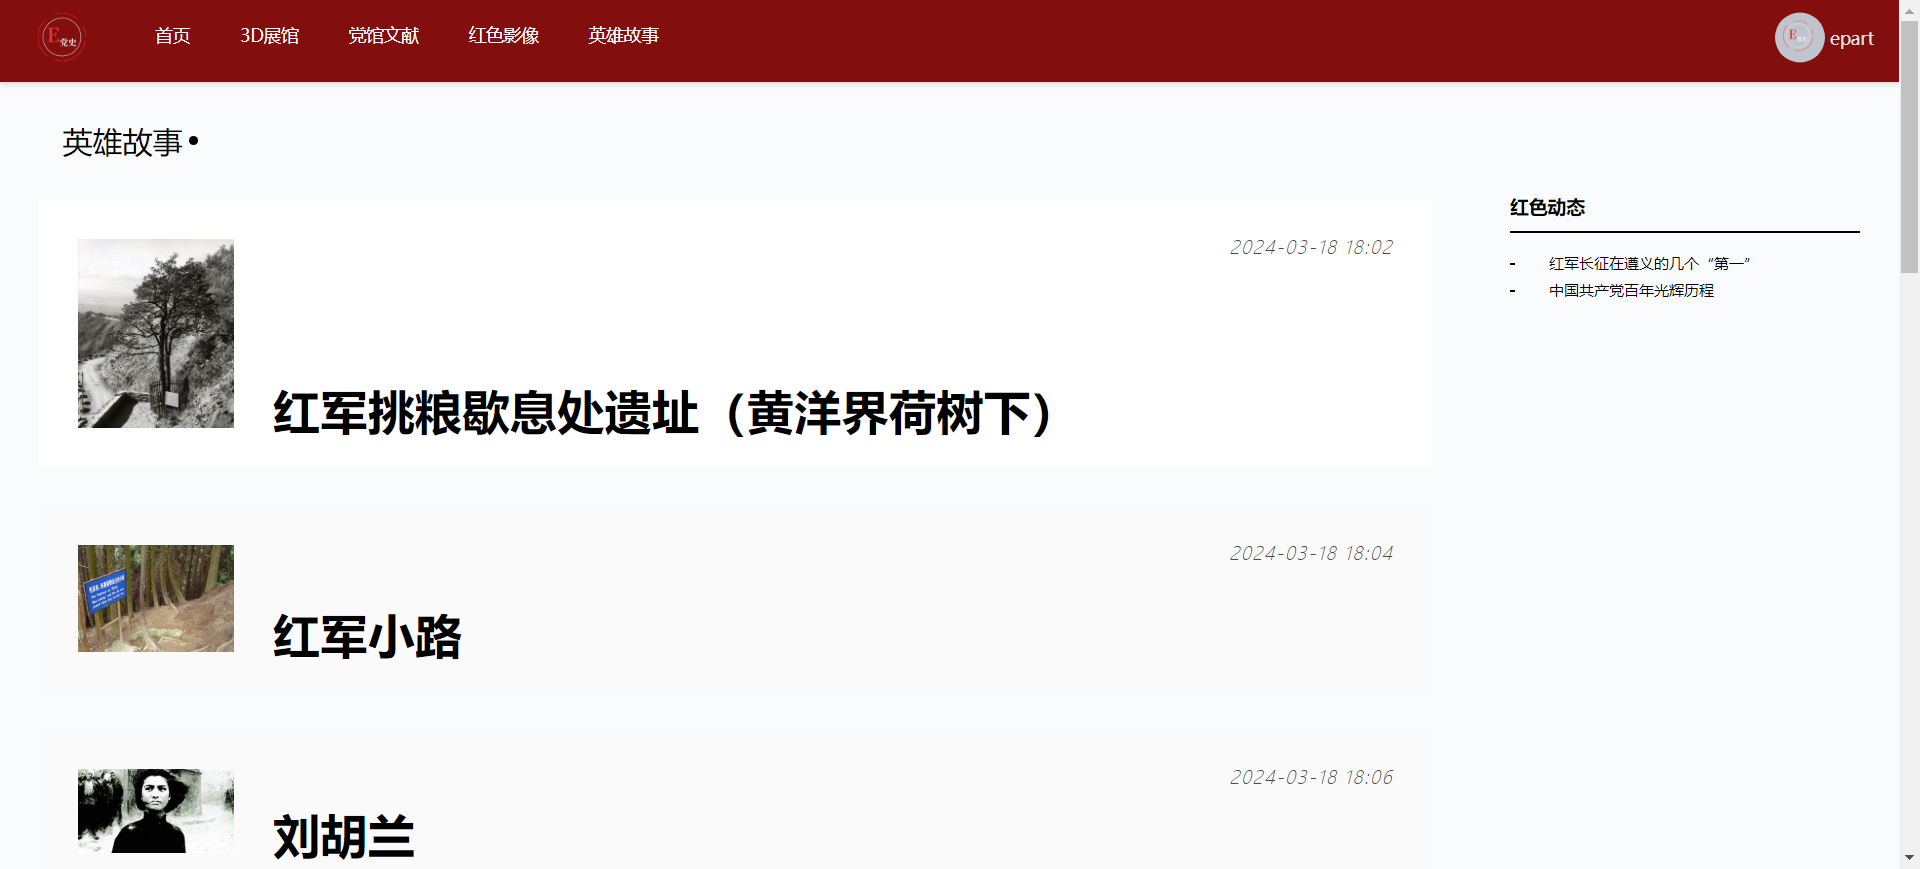 E党史
首页
3D展馆
党馆文献
红色影像
英雄故事
epart
英雄故事•
2024-03-18 18:02
红军挑粮歇息处遗址（黄洋界荷树下）
2024-03-18 18:04
红军小路
2024-03-18 18:06
刘胡兰
红色动态
- 红军长征在遵义的几个“第一”
- 中国共产党百年光辉历程